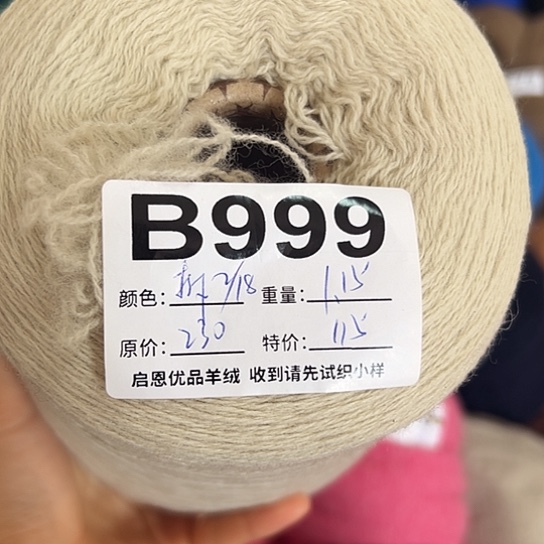 B999
颜色： 2/18 重量： 1.15
原价： 230 特价： 115
启恩优品羊绒 收到请先试织小样